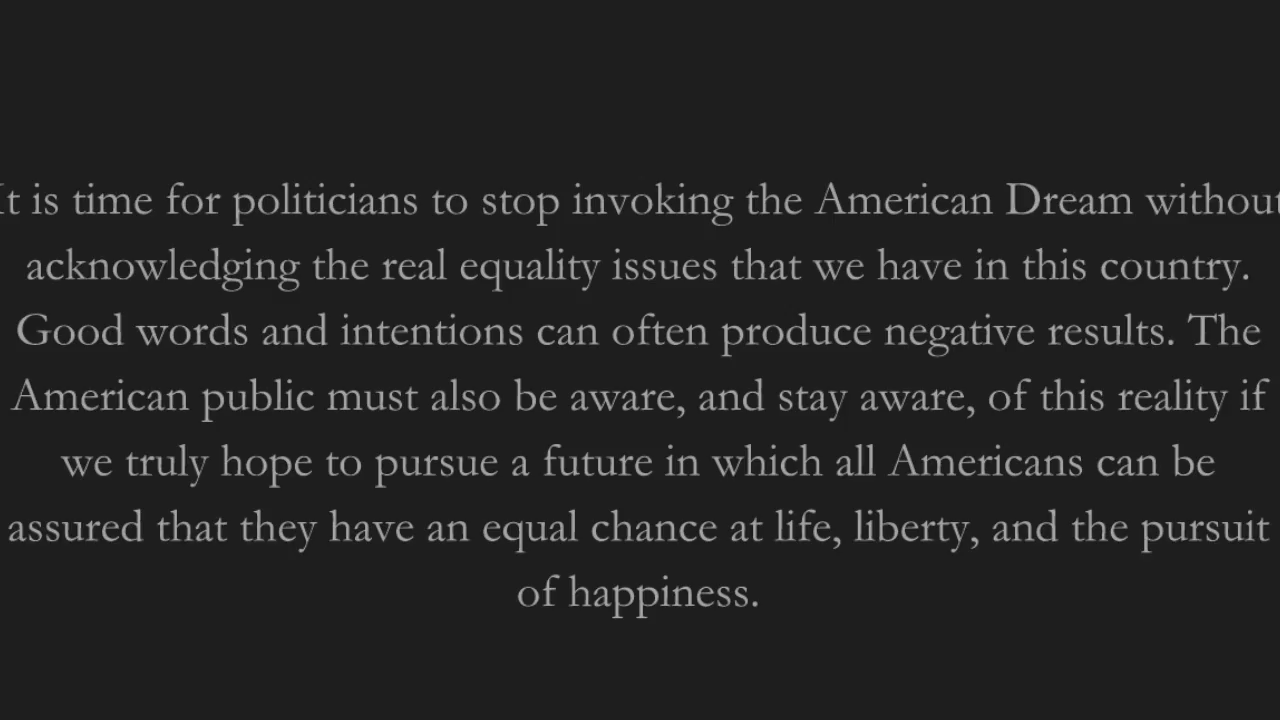 It is time for politicians to stop invoking the American Dream without
acknowledging the real equality issues that we have in this country.
Good words and intentions can often produce negative results. The
American public must also be aware, and stay aware, of this reality if
we truly hope to pursue a future in which all Americans can be
assured that they have an equal chance at life, liberty, and the pursuit
of happiness.